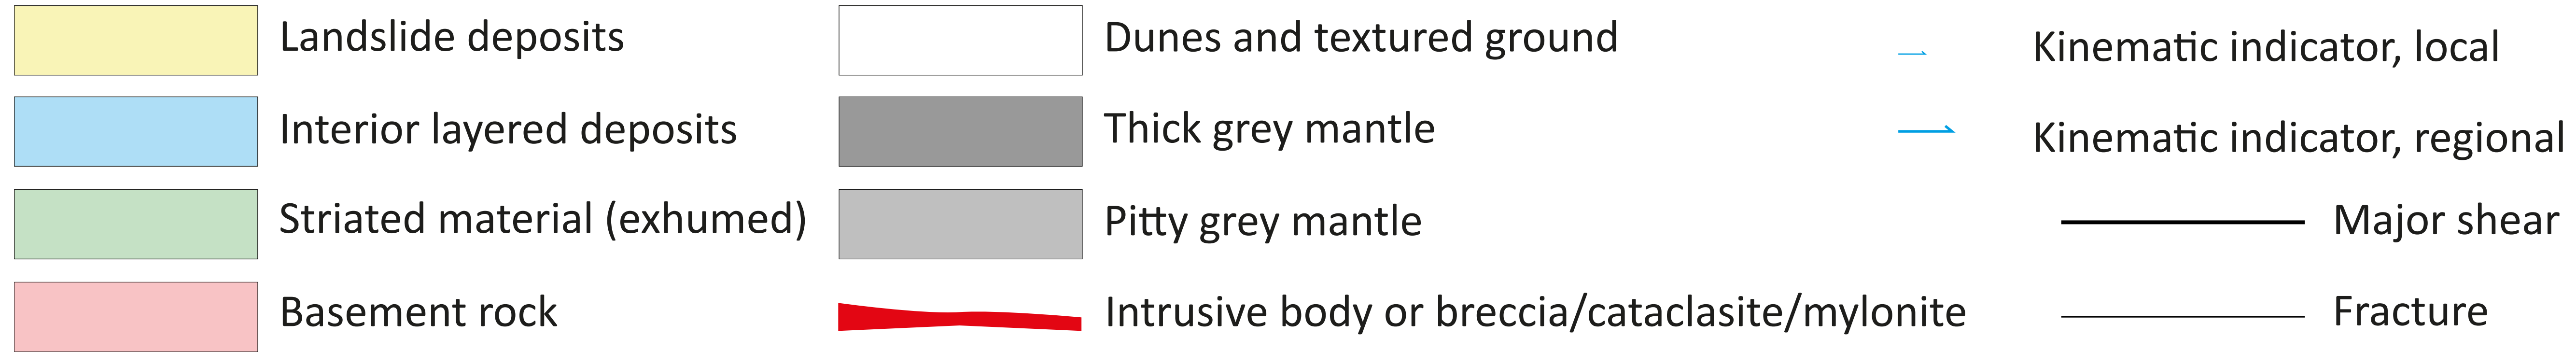 Landslide deposits
Interior layered deposits
Striated material (exhumed)
Basement rock
Dunes and textured ground
Thick grey mantle
Pitty grey mantle
Intrusive body or breccia/cataclasite/mylonite
Kinematic indicator, local
Kinematic indicator, regional
Major shear
Fracture